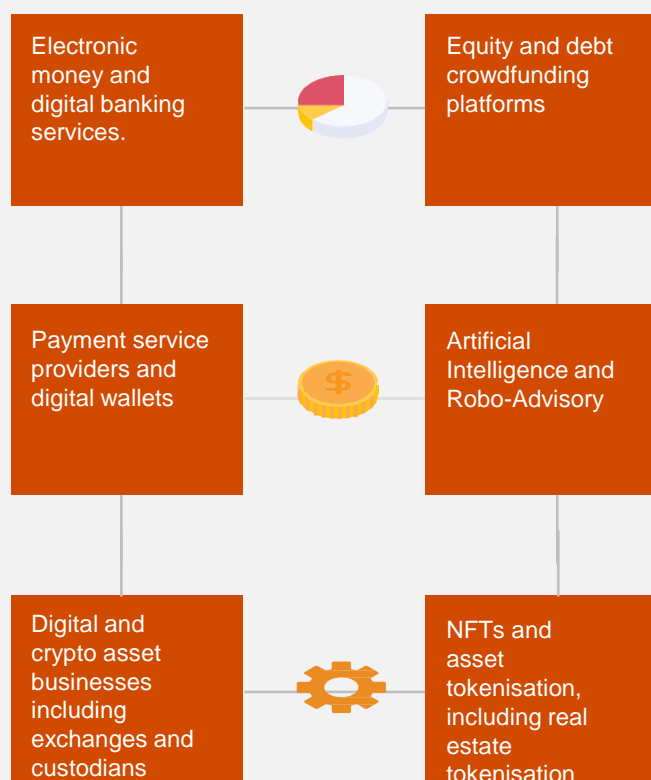 Electronic
money and
digital banking
services.
Equity and debt
crowdfunding
platforms
Payment service
providers and
digital wallets
Artificial
Intelligence and
Robo-Advisory
Digital and
crypto asset
businesses
including
exchanges and
custodians
NFTs and
asset
tokenisation,
including real
estate
tokenisation
$